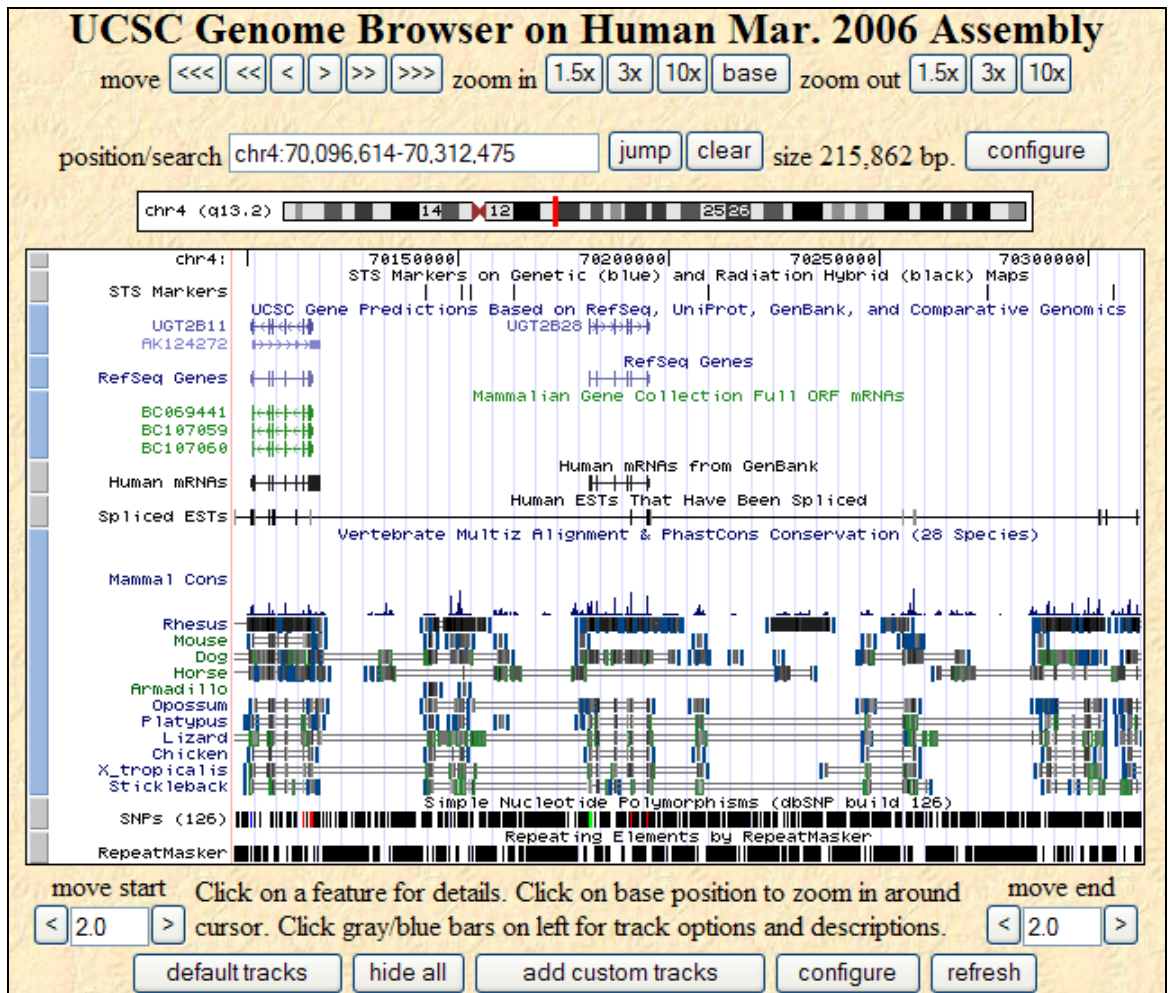 UCSC Genome Browser on Human Mar. 2006 Assembly
move <<< << < > >> >>> zoom in 1.5x 3x 10x base zoom out 1.5x 3x 10x
position/search chr4:70,096,614-70,312,475 jump clear size 215,862 bp. configure
chr4 (q13.2) 14 12 25 26
chr4: 70150000| 70200000| 70250000| 70300000|
STS Markers on Genetic (blue) and Radiation Hybrid (black) Maps
STS Markers
UCSC Gene Predictions Based on RefSeq, UniProt, GenBank, and Comparative Genomics
UGT2B11 UGT2B28
AK124272
RefSeq Genes
RefSeq Genes
Mammalian Gene Collection Full ORF mRNAs
BC069441
BC107059
BC107060
Human mRNAs from GenBank
Human mRNAs
Human ESTs That Have Been Spliced
Spliced ESTs
Vertebrate Multiz Alignment & PhastCons Conservation (28 Species)
Mammal Cons
Rhesus
Mouse
Dog
Horse
Armadillo
Opossum
Platypus
Lizard
Chicken
X_tropicalis
Stickleback
Simple Nucleotide Polymorphisms (dbSNP build 126)
SNPs (126)
Repeating Elements by RepeatMasker
RepeatMasker
move start Click on a feature for details. Click on base position to zoom in around move end
< 2.0 > cursor. Click gray/blue bars on left for track options and descriptions. < 2.0 >
default tracks hide all add custom tracks configure refresh